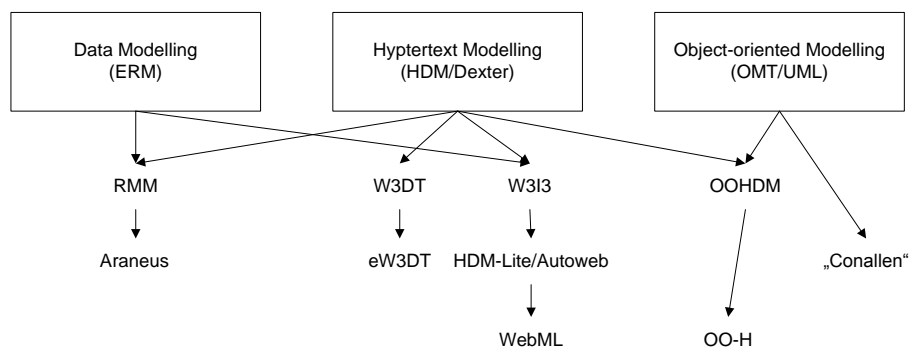 Data Modelling
(ERM)
Hyptertext Modelling
(HDM/Dexter)
Object-oriented Modelling
(OMT/UML)
RMM
W3DT
W3I3
OOHDM
Araneus
eW3DT
HDM-Lite/Autoweb
„Conallen“
WebML
OO-H